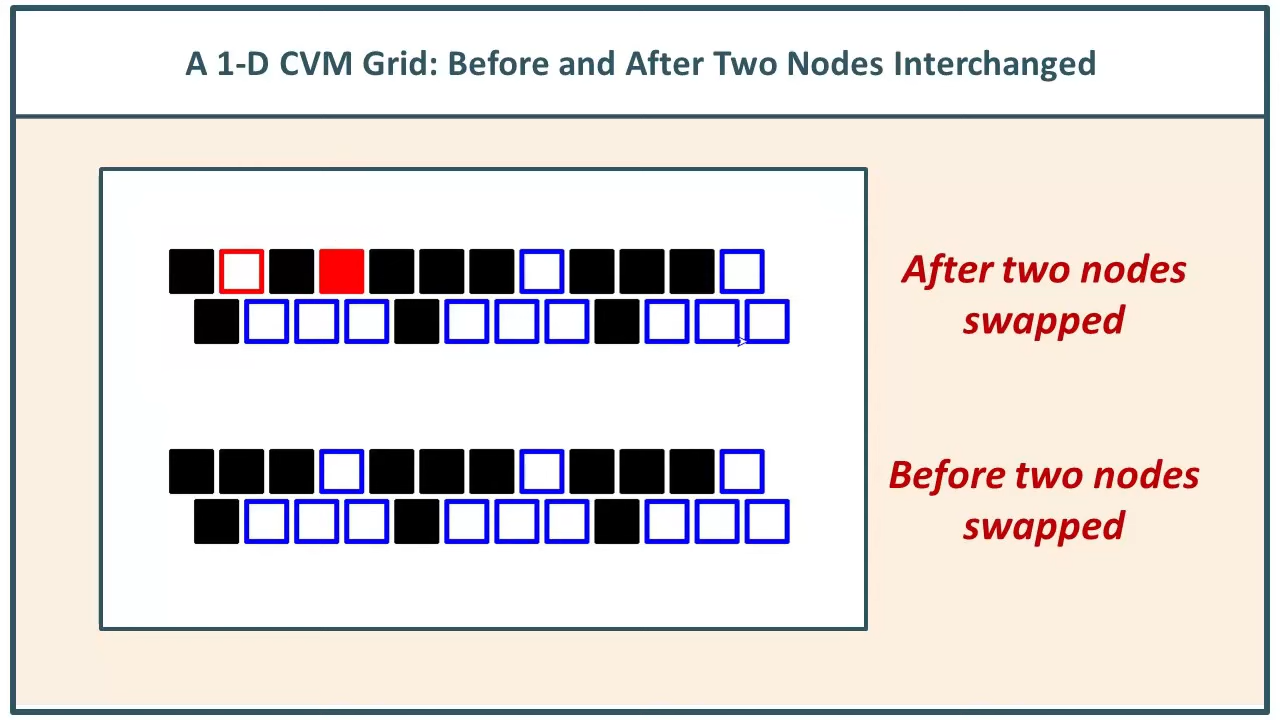 A 1-D CVM Grid: Before and After Two Nodes Interchanged
After two nodes
swapped
Before two nodes
swapped